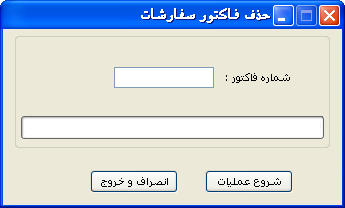 حذف فاکتور سفارشات
شماره فاکتور :
شروع عملیات
انصراف و خروج